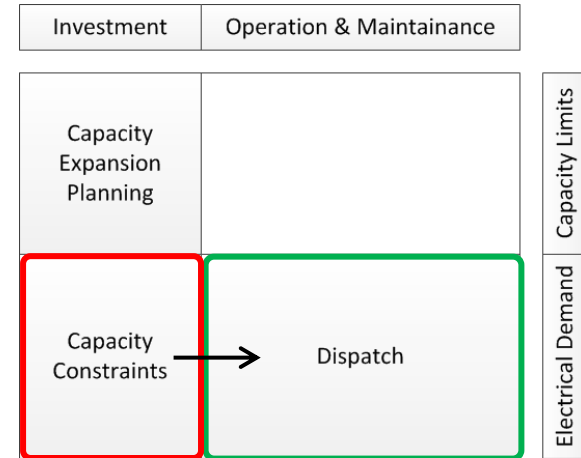 Investment
Operation & Maintainance
Capacity
Expansion
Planning
Capacity Limits
Capacity
Constraints
Dispatch
Electrical Demand